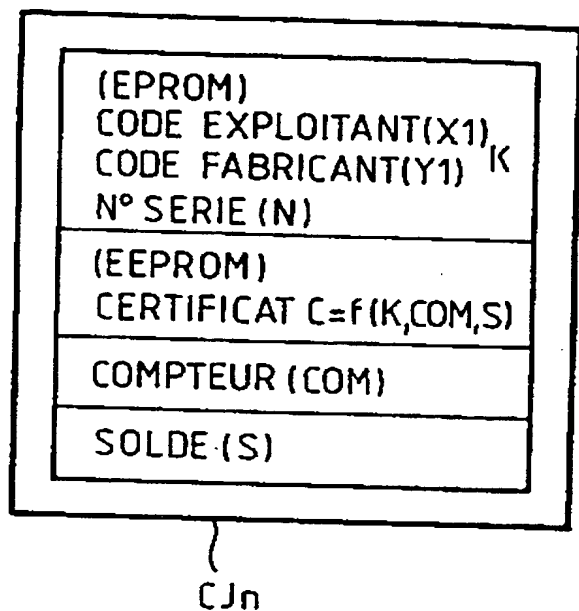 (EPROM)
CODE EXPLOITANT(X1)
CODE FABRICANT(Y1) K
N° SERIE (N)
(EEPROM)
CERTIFICAT C=f(K,COM,S)
COMPTEUR (COM)
SOLDE (S)
CJn